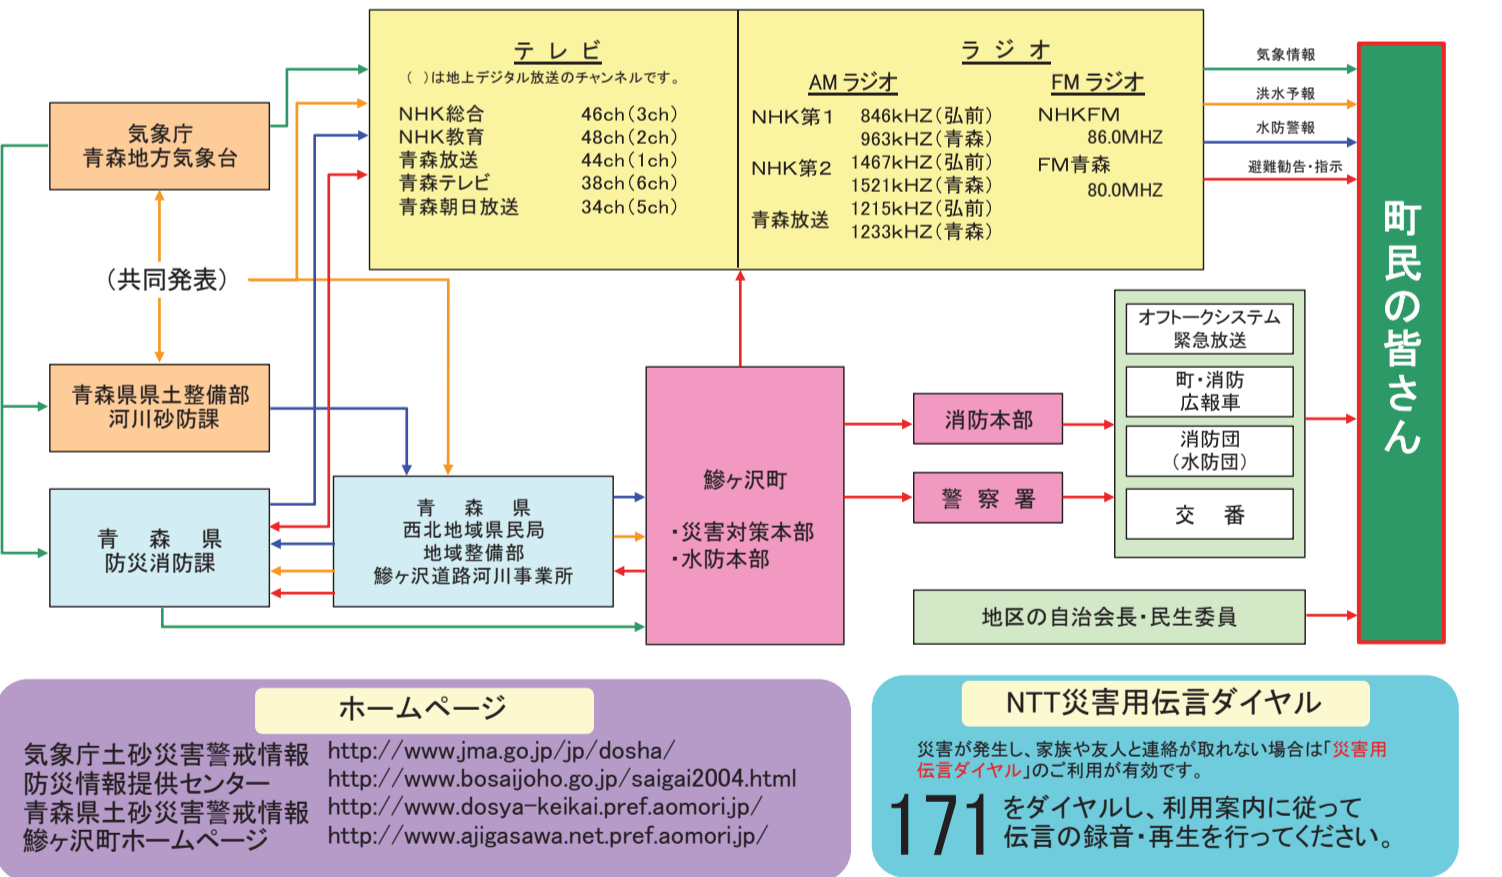 テレビ
（　）は地上デジタル放送のチャンネルです。
NHK総合　46ch（3ch）
NHK教育　48ch（2ch）
青森放送　44ch（1ch）
青森テレビ　38ch（6ch）
青森朝日放送　34ch（5ch）
ラジオ
AMラジオ
NHK第1　846kHZ（弘前）
963kHZ（青森）
NHK第2　1467kHZ（弘前）
1521kHZ（青森）
青森放送　1215kHZ（弘前）
1233kHZ（青森）
FMラジオ
NHKFM
86.0MHZ
FM青森
80.0MHZ
気象情報
洪水予報
水防警報
避難勧告・指示
町民の皆さん
気象庁
青森地方気象台
（共同発表）
青森県県土整備部
河川砂防課
青森県
防災消防課
青森県
西北地域県民局
地域整備部
鰺ヶ沢道路河川事業所
鰺ヶ沢町
・災害対策本部
・水防本部
消防本部
警察署
オフトークシステム
緊急放送
町・消防
広報車
消防団
（水防団）
交番
地区の自治会長・民生委員
ホームページ
気象庁土砂災害警戒情報　http://www.jma.go.jp/jp/dosha/
防災情報提供センター　http://www.bosaijoho.go.jp/saigai2004.html
青森県土砂災害警戒情報　http://www.dosya-keikai.pref.aomori.jp/
鰺ヶ沢町ホームページ　http://www.ajigasawa.net.pref.aomori.jp/
NTT災害用伝言ダイヤル
災害が発生し、家族や友人と連絡が取れない場合は「災害用
伝言ダイヤル」のご利用が有効です。
171をダイヤルし、利用案内に従って
伝言の録音・再生を行ってください。